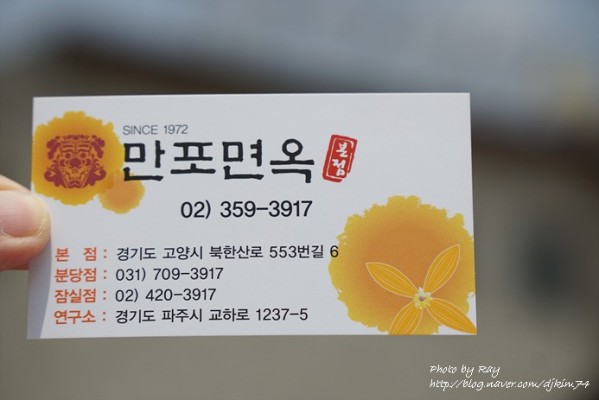 SINCE 1972
만포면옥 본점
02) 359-3917
본 점 : 경기도 고양시 북한산로 553번길 6
분당점 : 031) 709-3917
잠실점 : 02) 420-3917
연구소 : 경기도 파주시 교하로 1237-5
Photo by Ray
http://blog.naver.com/djkim74